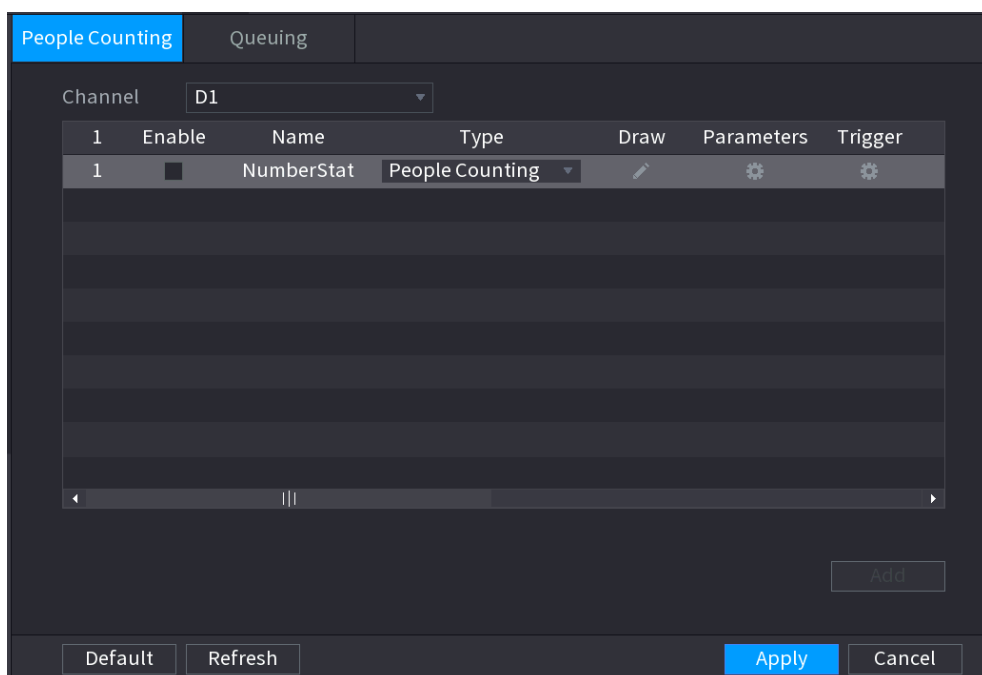 People Counting Queuing
Channel D1
1 Enable Name Type Draw Parameters Trigger
1 NumberStat People Counting
Add
Default Refresh Apply Cancel